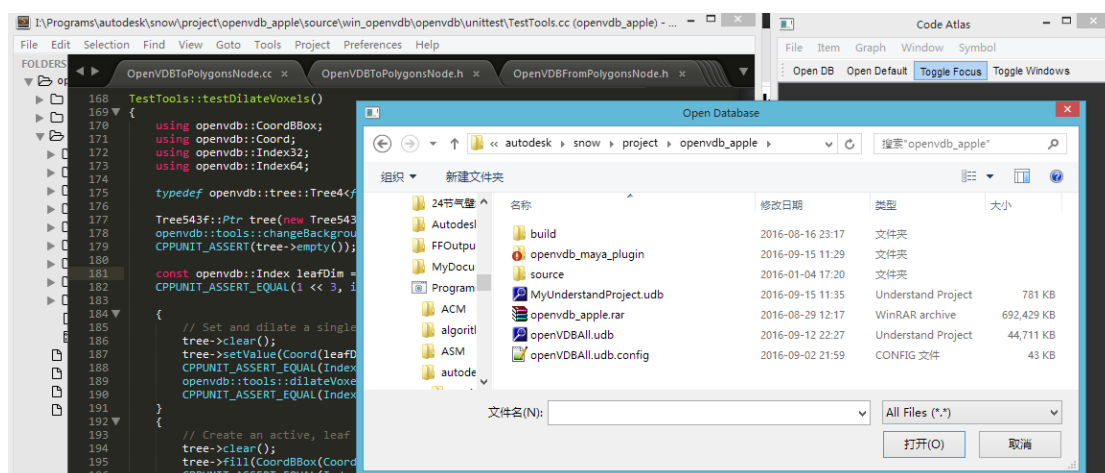 I:\Programs\autodesk\snow\project\openvdb_apple\source\win_openvdb\openvdb\unittest\TestTools.cc (openvdb_apple) - ...
File Edit Selection Find View Goto Tools Project Preferences Help
FOLDERS
OpenVDBToPolygonsNode.cc × OpenVDBToPolygonsNode.h × OpenVDBFromPolygonsNode.h ×
168 TestTools::testDilateVoxels()
169 {
170 using openvdb::CoordBBox;
171 using openvdb::Coord;
172 using openvdb::Index32;
173 using openvdb::Index64;
174
175 typedef openvdb::tree::Tree4<f
176
177 Tree543f::Ptr tree(new Tree543
178 openvdb::tools::changeBackgrou
179 CPPUNIT_ASSERT(tree->empty());
180
181 const openvdb::Index leafDim =
182 CPPUNIT_ASSERT_EQUAL(1 << 3, i
183
184 {
185 // Set and dilate a single
186 tree->clear();
187 tree->setValue(Coord(leafD
188 CPPUNIT_ASSERT_EQUAL(Index
189 openvdb::tools::dilateVoxe
190 CPPUNIT_ASSERT_EQUAL(Index
191 }
192 {
193 // Create an active, leaf
194 tree->clear();
195 tree->fill(CoordBBox(Coord
Code Atlas
File Item Graph Window Symbol
Open DB Open Default Toggle Focus Toggle Windows
Open Database
« autodesk snow project openvdb_apple
搜索"openvdb_apple"
组织 新建文件夹
24节气壁
Autodesl
FFOutpu
MyDocu
Program
ACM
algoritl
ASM
autode
名称 修改日期 类型 大小
build 2016-08-16 23:17 文件夹
openvdb_maya_plugin 2016-09-15 11:29 文件夹
source 2016-01-04 17:20 文件夹
MyUnderstandProject.udb 2016-09-15 11:35 Understand Project 781 KB
openvdb_apple.rar 2016-08-29 12:17 WinRAR archive 692,429 KB
openVDBAll.udb 2016-09-12 22:27 Understand Project 44,711 KB
openVDBAll.udb.config 2016-09-02 21:59 CONFIG 文件 43 KB
文件名(N): All Files (*.*)
打开(O) 取消